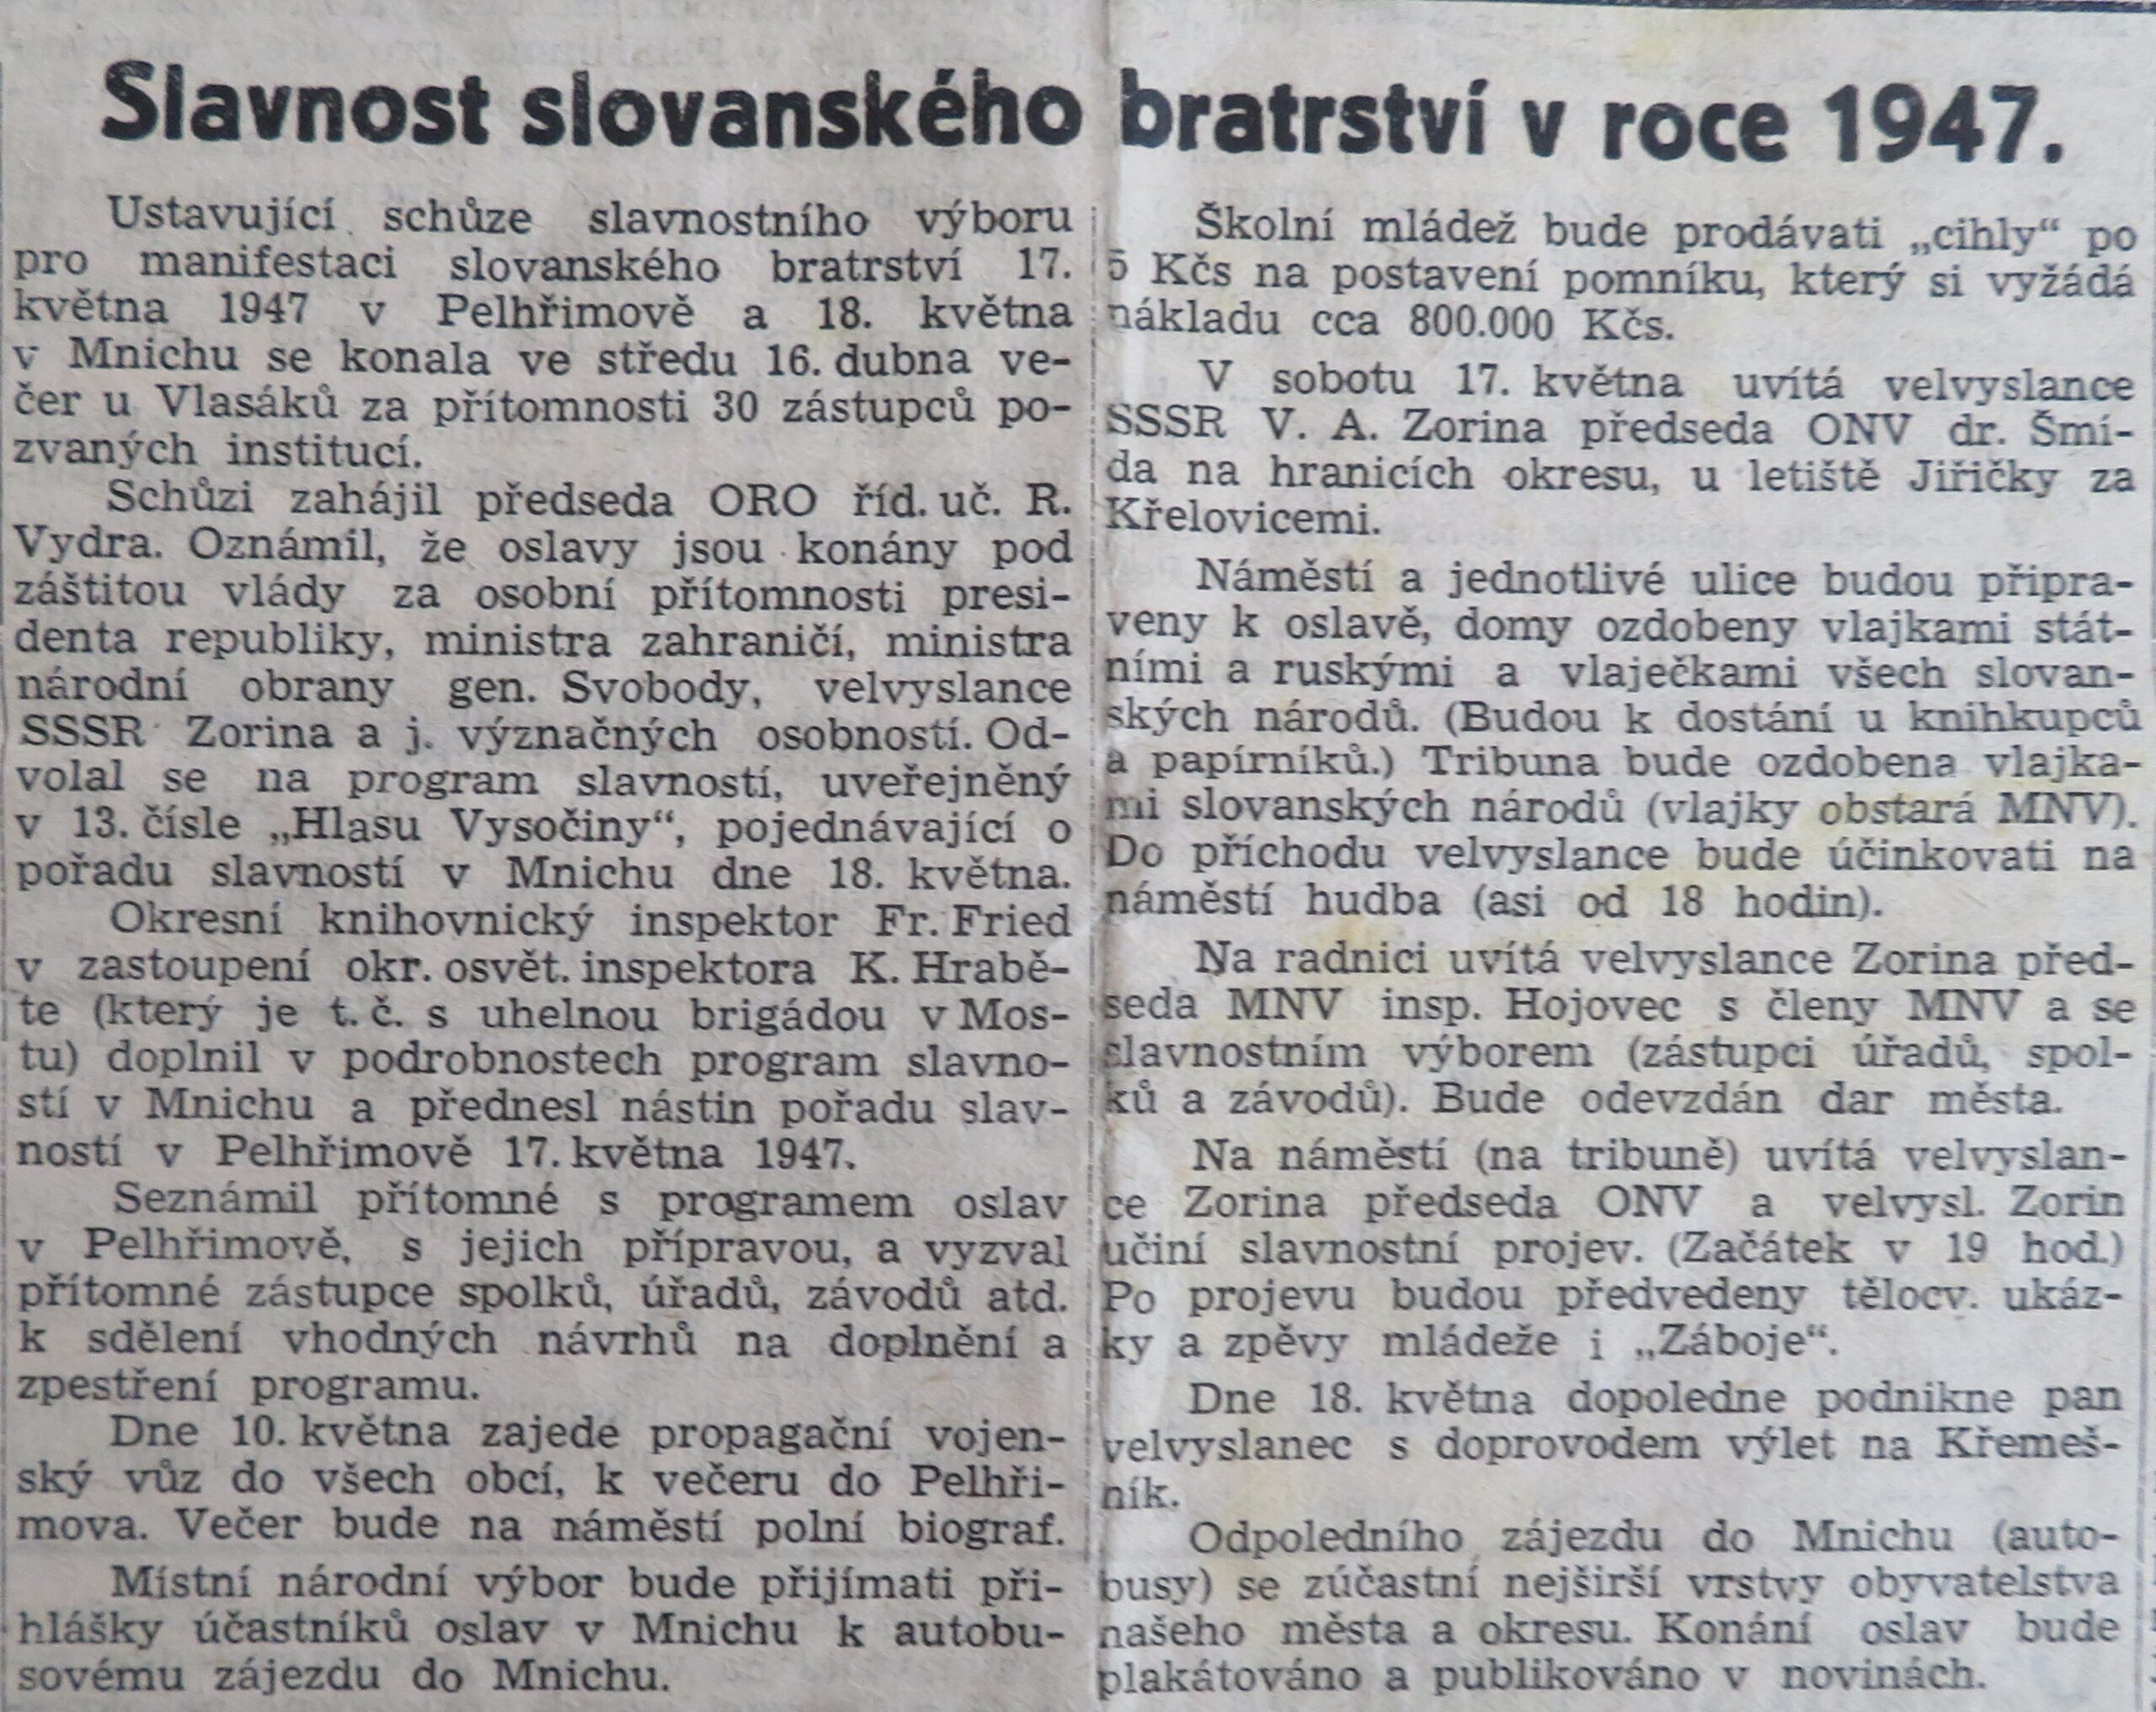 Slavnost slovanského bratrství v roce 1947.
Ustavující schůze slavnostního výboru
pro manifestaci slovanského bratrství 17.
května 1947 v Pelhřimově a 18. května
v Mnichu se konala ve středu 16. dubna ve-
čer u Vlasáků za přítomnosti 30 zástupců po-
zvaných institucí.
Schůzi zahájil předseda ORO říd. uč. R.
Vydra. Oznámil, že oslavy jsou konány pod
záštitou vlády za osobní přítomnosti presi-
denta republiky, ministra zahraničí, ministra
národní obrany gen. Svobody, velvyslance
SSSR Zorina a j. význačných osobností. Od-
volal se na program slavností, uveřejněný
v 13. čísle „Hlasu Vysočiny“, pojednávající o
pořadu slavností v Mnichu dne 18. května.
Okresní knihovnický inspektor Fr. Fried
v zastoupení okr. osvět. inspektora K. Hrabě-
te (který je t. č. s uhelnou brigádou v Mos-
tu) doplnil v podrobnostech program slavno-
stí v Mnichu a přednesl nástin pořadu slav-
ností v Pelhřimově 17. května 1947.
Seznámil přítomné s programem oslav
v Pelhřimově, s jejich přípravou, a vyzval
přítomné zástupce spolků, úřadů, závodů atd.
k sdělení vhodných návrhů na doplnění a
zpestření programu.
Dne 10. května zajede propagační vojen-
ský vůz do všech obcí, k večeru do Pelhři-
mova. Večer bude na náměstí polní biograf.
Místní národní výbor bude přijímati při-
hlášky účastníků oslav v Mnichu k autobu-
sovému zájezdu do Mnichu.
Školní mládež bude prodávati „cihly“ po
5 Kčs na postavení pomníku, který si vyžádá
nákladu cca 800.000 Kčs.
V sobotu 17. května uvítá velvyslance
SSSR V. A. Zorina předseda ONV dr. Šmí-
da na hranicích okresu, u letiště Jiřičky za
Křelovicemi.
Náměstí a jednotlivé ulice budou připra-
veny k oslavě, domy ozdobeny vlajkami stát-
ními a ruskými a vlaječkami všech slovan-
ských národů. (Budou k dostání u knihkupců
a papírníků.) Tribuna bude ozdobena vlajka-
mi slovanských národů (vlajky obstará MNV).
Do příchodu velvyslance bude účinkovati na
náměstí hudba (asi od 18 hodin).
Na radnici uvítá velvyslance Zorina před-
seda MNV insp. Hojovec s členy MNV a se
slavnostním výborem (zástupci úřadů, spol-
ků a závodů). Bude odevzdán dar města.
Na náměstí (na tribuně) uvítá velvyslan-
ce Zorina předseda ONV a velvysl. Zorin
učiní slavnostní projev. (Začátek v 19 hod.)
Po projevu budou předvedeny tělocv. ukáz-
ky a zpěvy mládeže i „Záboje“.
Dne 18. května dopoledne podnikne pan
velvyslanec s doprovodem výlet na Křemeš-
ník.
Odpoledního zájezdu do Mnichu (auto-
busy) se zúčastní nejširší vrstvy obyvatelstva
našeho města a okresu. Konání oslav bude
plakátováno a publikováno v novinách.